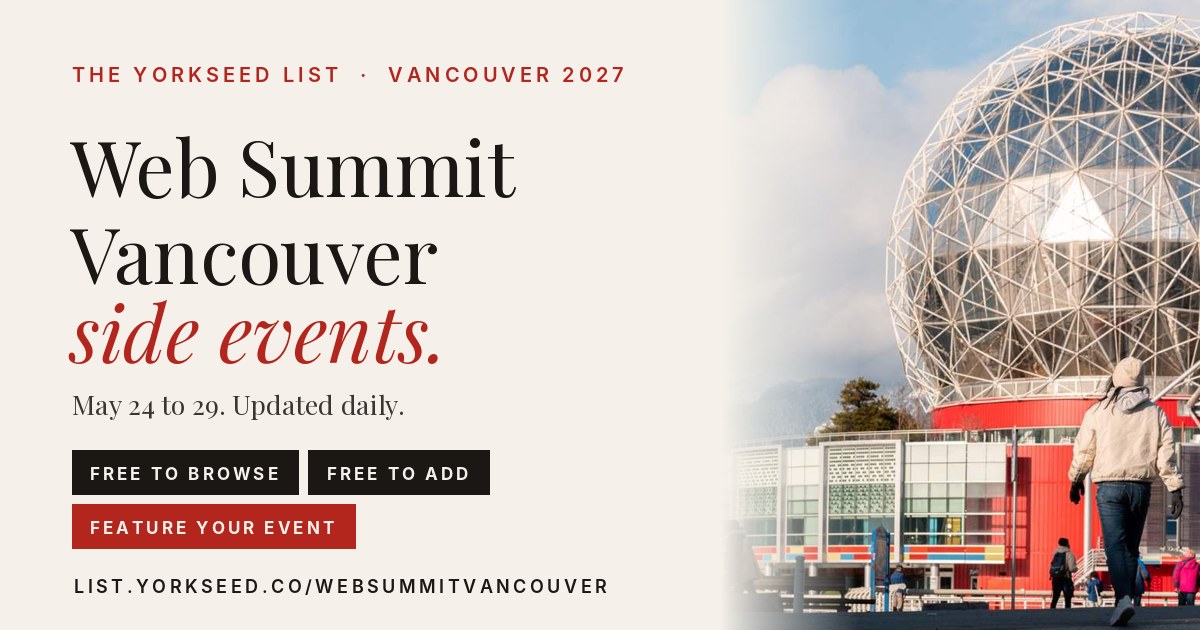 THE YORKSEED LIST · VANCOUVER 2027
Web Summit
Vancouver
side events.
May 24 to 29. Updated daily.
FREE TO BROWSE FREE TO ADD
FEATURE YOUR EVENT
LIST.YORKSEED.CO/WEBSUMMITVANCOUVER